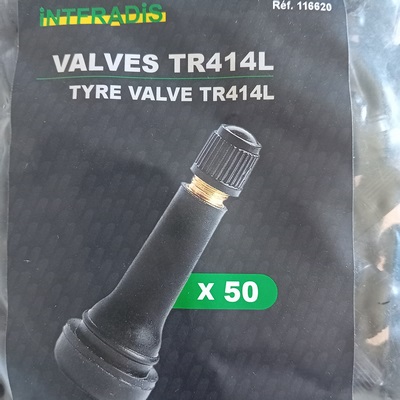 iNTERADiS
Réf. 116620
VALVES TR414L
TYRE VALVE TR414L
x 50